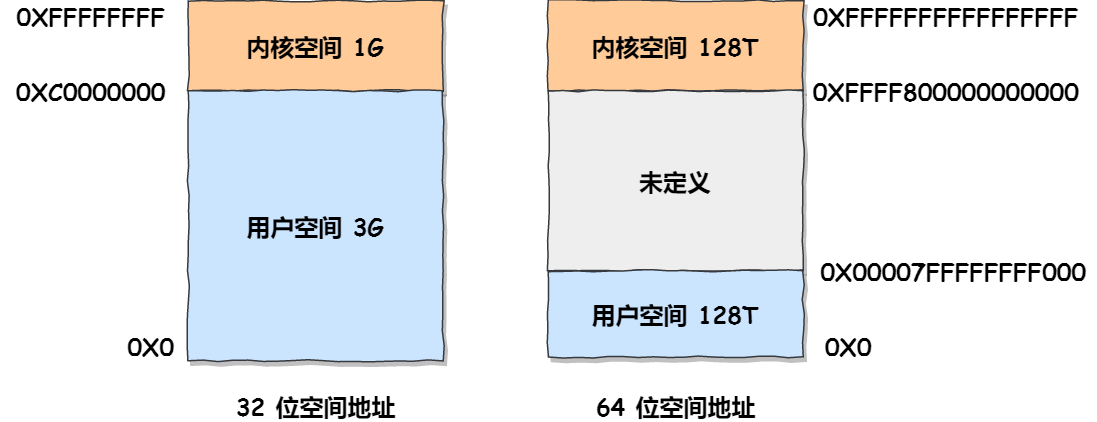 0XFFFFFFFF
内核空间 1G
0XC0000000
用户空间 3G
0X0
32 位空间地址
0XFFFFFFFFFFFFFFFF
内核空间 128T
0XFFFF800000000000
未定义
0X00007FFFFFFFF000
用户空间 128T
0X0
64 位空间地址